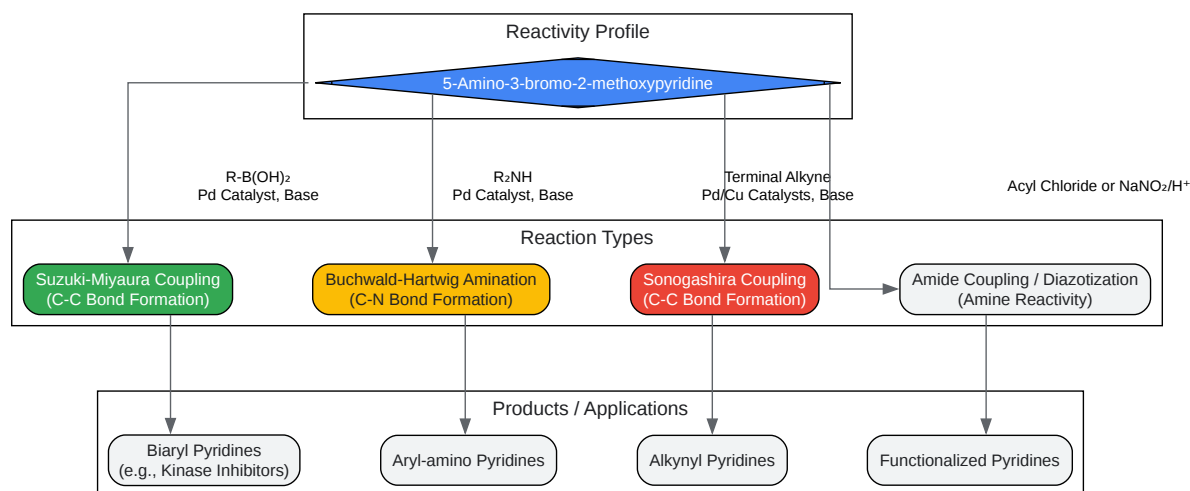 Reactivity Profile
5-Amino-3-bromo-2-methoxypyridine
R-B(OH)₂
Pd Catalyst, Base
R₂NH
Pd Catalyst, Base
Terminal Alkyne
Pd/Cu Catalysts, Base
Acyl Chloride or NaNO₂/H⁺
Reaction Types
Suzuki-Miyaura Coupling
(C-C Bond Formation)
Buchwald-Hartwig Amination
(C-N Bond Formation)
Sonogashira Coupling
(C-C Bond Formation)
Amide Coupling / Diazotization
(Amine Reactivity)
Products / Applications
Biaryl Pyridines
(e.g., Kinase Inhibitors)
Aryl-amino Pyridines
Alkynyl Pyridines
Functionalized Pyridines